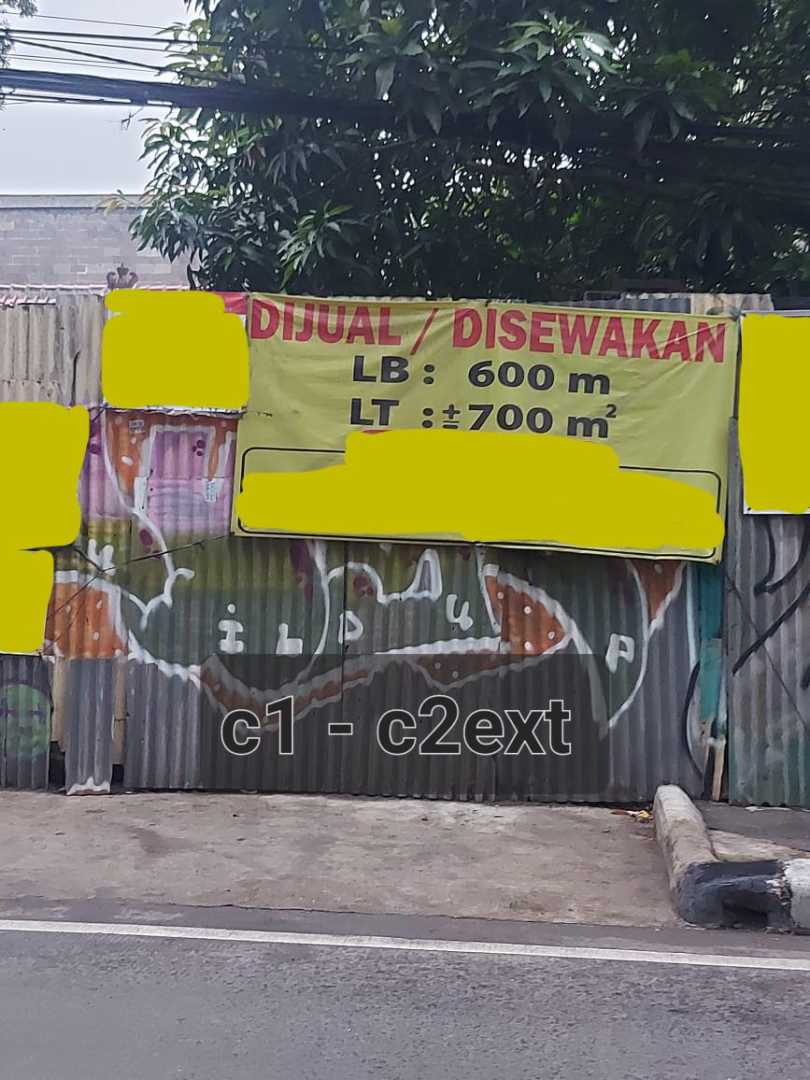 DIJUAL / DISEWAKAN
LB : 600 m
LT : ± 700 m²
c1 - c2ext